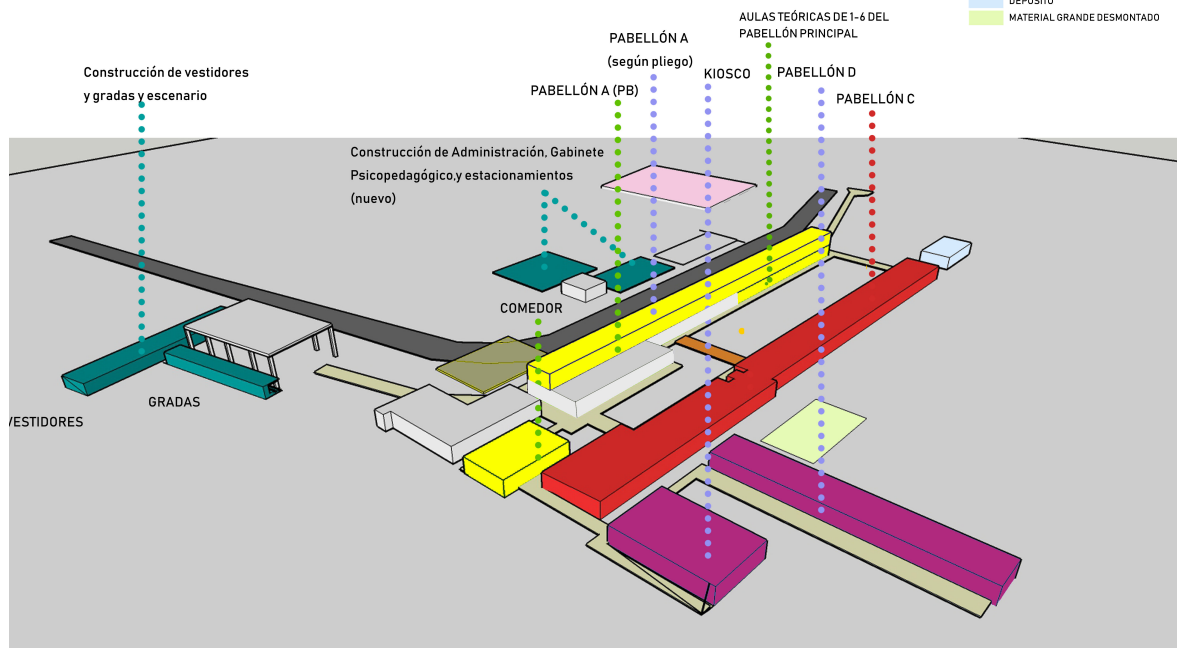 DEPÓSITO
MATERIAL GRANDE DESMONTADO
AULAS TEÓRICAS DE 1-6 DEL
PABELLÓN PRINCIPAL
PABELLÓN A
(según pliego)
KIOSCO
PABELLÓN D
PABELLÓN A (PB)
PABELLÓN C
Construcción de vestidores
y gradas y escenario
Construcción de Administración, Gabinete
Psicopedagógico,y estacionamientos
(nuevo)
COMEDOR
GRADAS
VESTIDORES